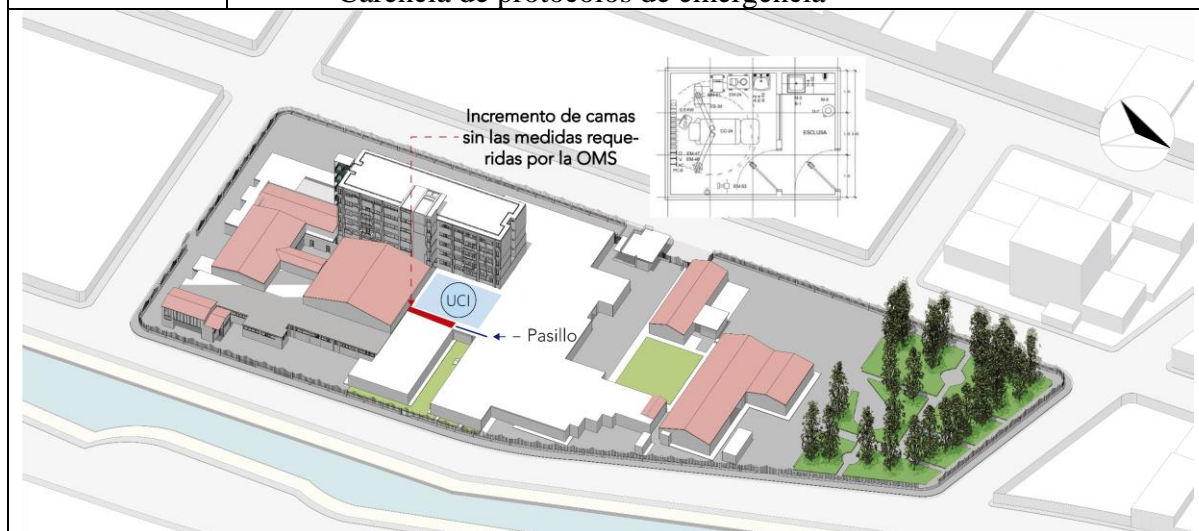 Carencia de protocolos de emergencia
Incremento de camas
sin las medidas reque-
ridas por la OMS
ESCLUSA
UCI
Pasillo